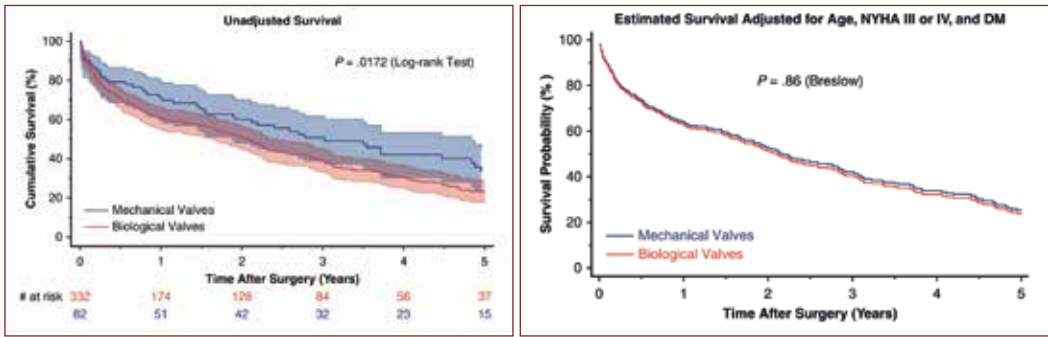 Unadjusted Survival
P = .0172 (Log-rank Test)
Cumulative Survival (%)
100
80
60
40
20
0
Mechanical Valves
Biological Valves
0 1 2 3 4 5
Time After Surgery (Years)
# at risk 332 174 128 84 56 37
82 51 42 32 23 15
Estimated Survival Adjusted for Age, NYHA III or IV, and DM
P = .86 (Breslow)
Survival Probability (%)
100
80
60
40
20
0
Mechanical Valves
Biological Valves
0 1 2 3 4 5
Time After Surgery (Years)